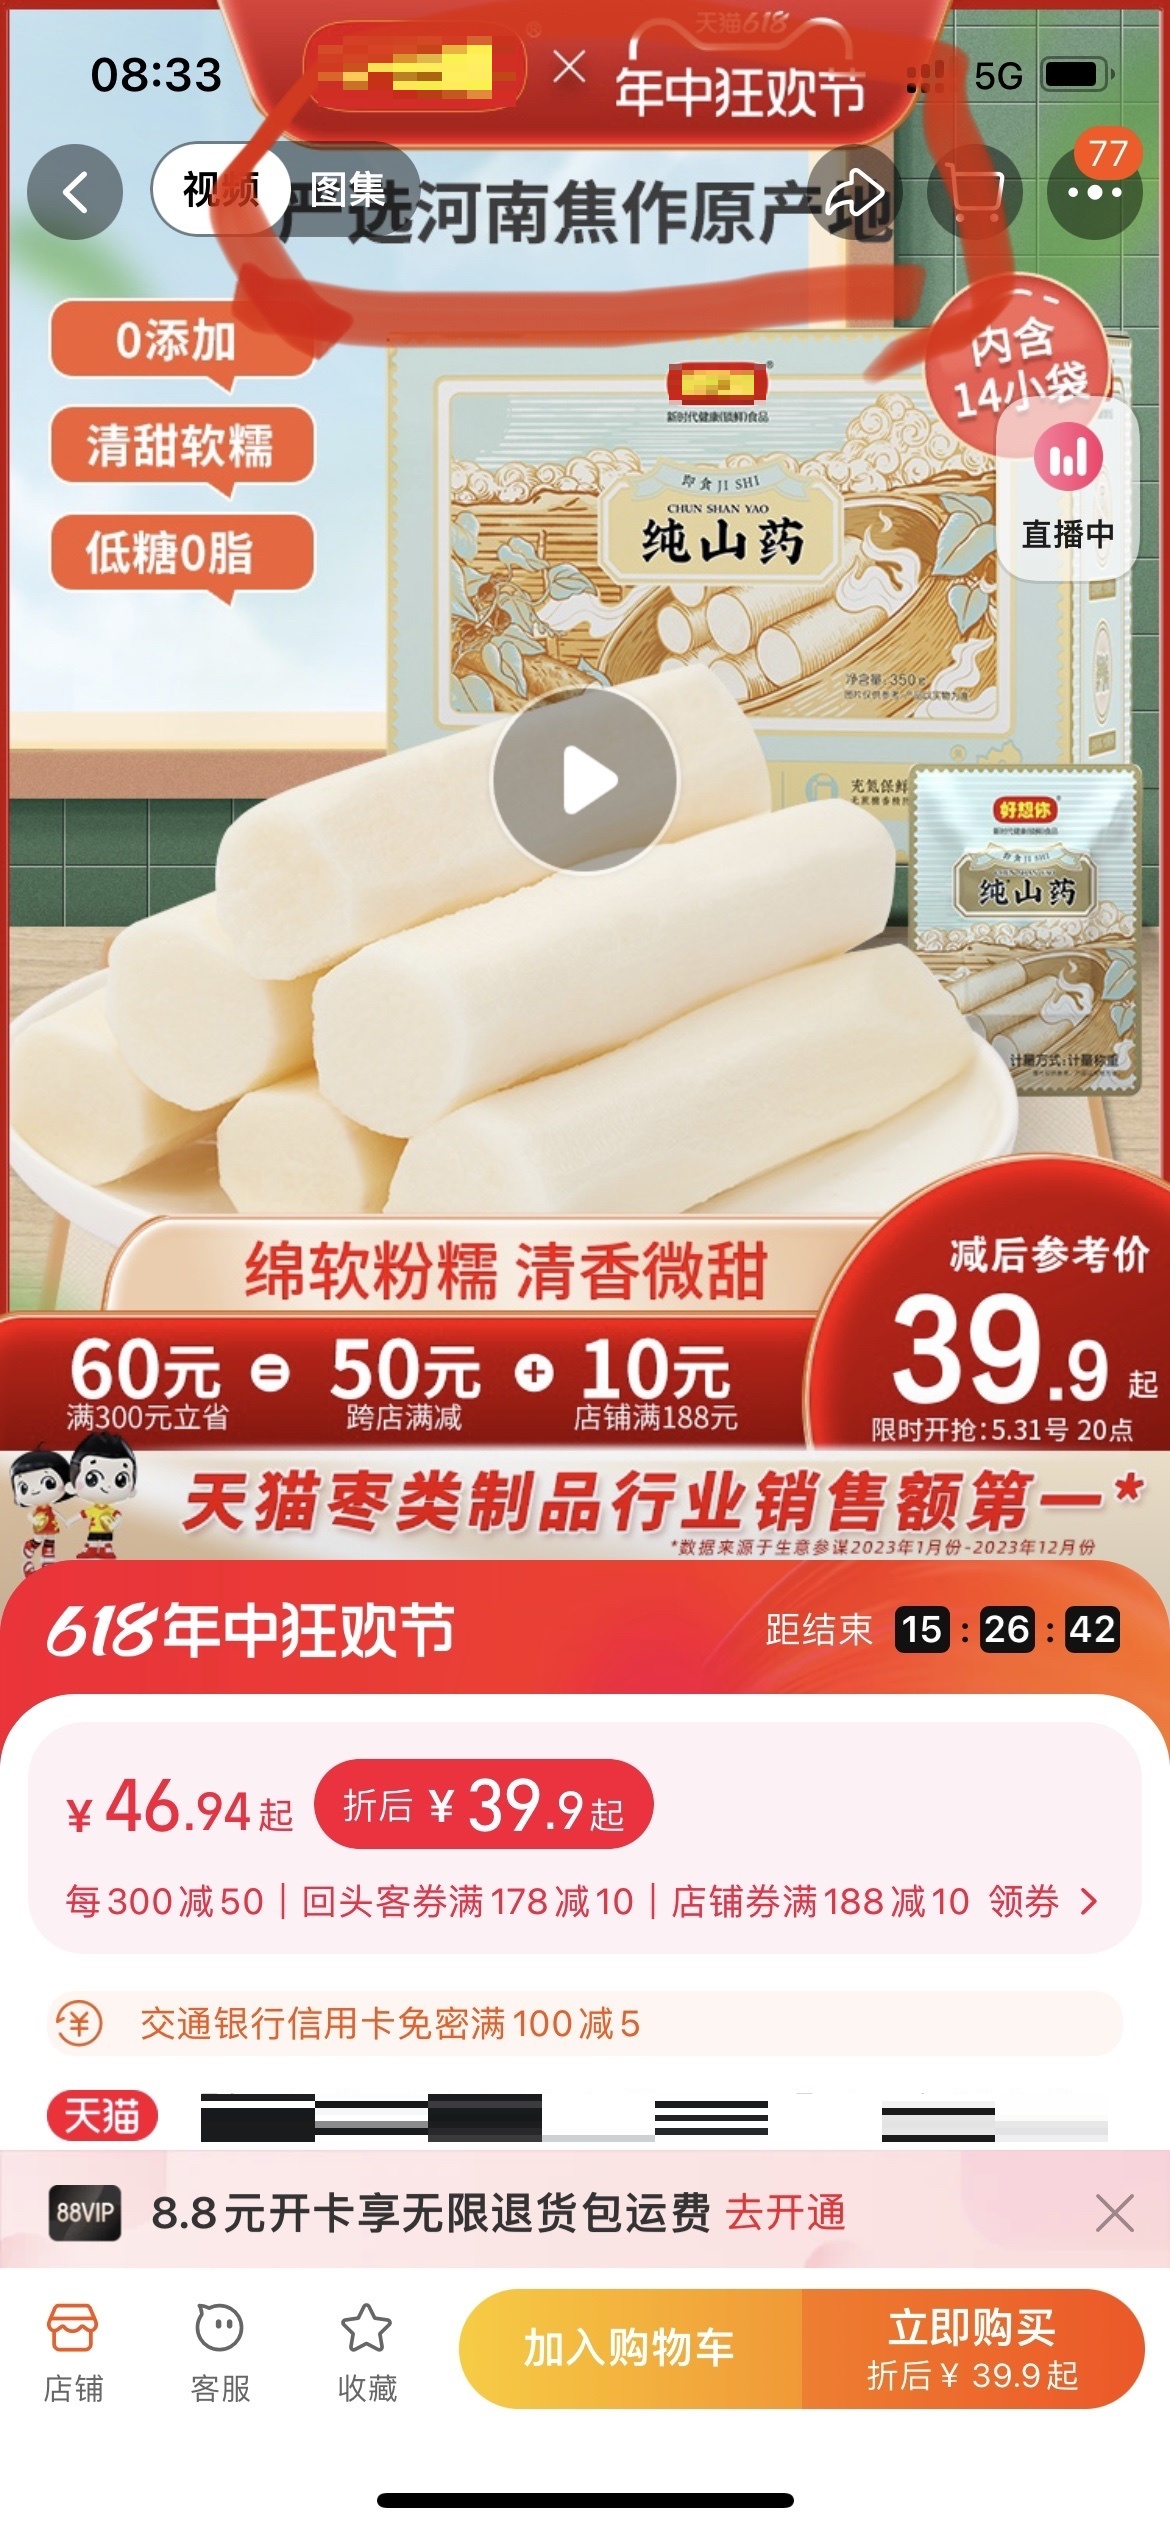 天猫618
08:33
年中狂欢节
5G
77
视频
图集
严选河南焦作原产地
0添加
清甜软糯
低糖0脂
内含
14小袋
直播中
新时代健康(锁鲜)食品
即食 JI SHI
CHUN SHAN YAO
纯山药
净含量:350g
充氮保鲜
好想你
即食 JI SHI
纯山药
计量方式:计量称重
绵软粉糯 清香微甜
减后参考价
39.9起
限时开抢:5.31号 20点
60元 = 50元 + 10元
满300元立省 跨店满减 店铺满188元
天猫枣类制品行业销售额第一*
*数据来源于生意参谋2023年1月份-2023年12月份
618年中狂欢节
距结束 15:26:42
¥46.94起 折后¥39.9起
每300减50|回头客券满178减10|店铺券满188减10 领券
交通银行信用卡免密满100减5
天猫
88VIP 8.8元开卡享无限退货包运费 去开通
店铺
客服
收藏
加入购物车
立即购买
折后¥39.9起